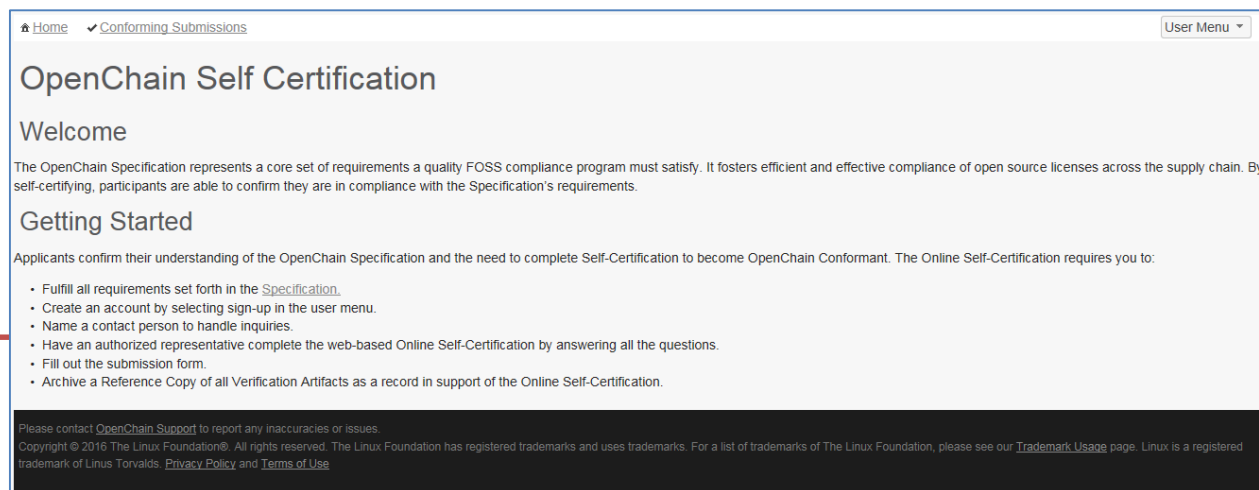 Home Conforming Submissions User Menu
OpenChain Self Certification
Welcome
The OpenChain Specification represents a core set of requirements a quality FOSS compliance program must satisfy. It fosters efficient and effective compliance of open source licenses across the supply chain. By
self-certifying, participants are able to confirm they are in compliance with the Specification's requirements.
Getting Started
Applicants confirm their understanding of the OpenChain Specification and the need to complete Self-Certification to become OpenChain Conformant. The Online Self-Certification requires you to:
• Fulfill all requirements set forth in the Specification.
• Create an account by selecting sign-up in the user menu.
• Name a contact person to handle inquiries.
• Have an authorized representative complete the web-based Online Self-Certification by answering all the questions.
• Fill out the submission form.
• Archive a Reference Copy of all Verification Artifacts as a record in support of the Online Self-Certification.
Please contact OpenChain Support to report any inaccuracies or issues.
Copyright © 2016 The Linux Foundation®. All rights reserved. The Linux Foundation has registered trademarks and uses trademarks. For a list of trademarks of The Linux Foundation, please see our Trademark Usage page. Linux is a registered
trademark of Linus Torvalds. Privacy Policy and Terms of Use